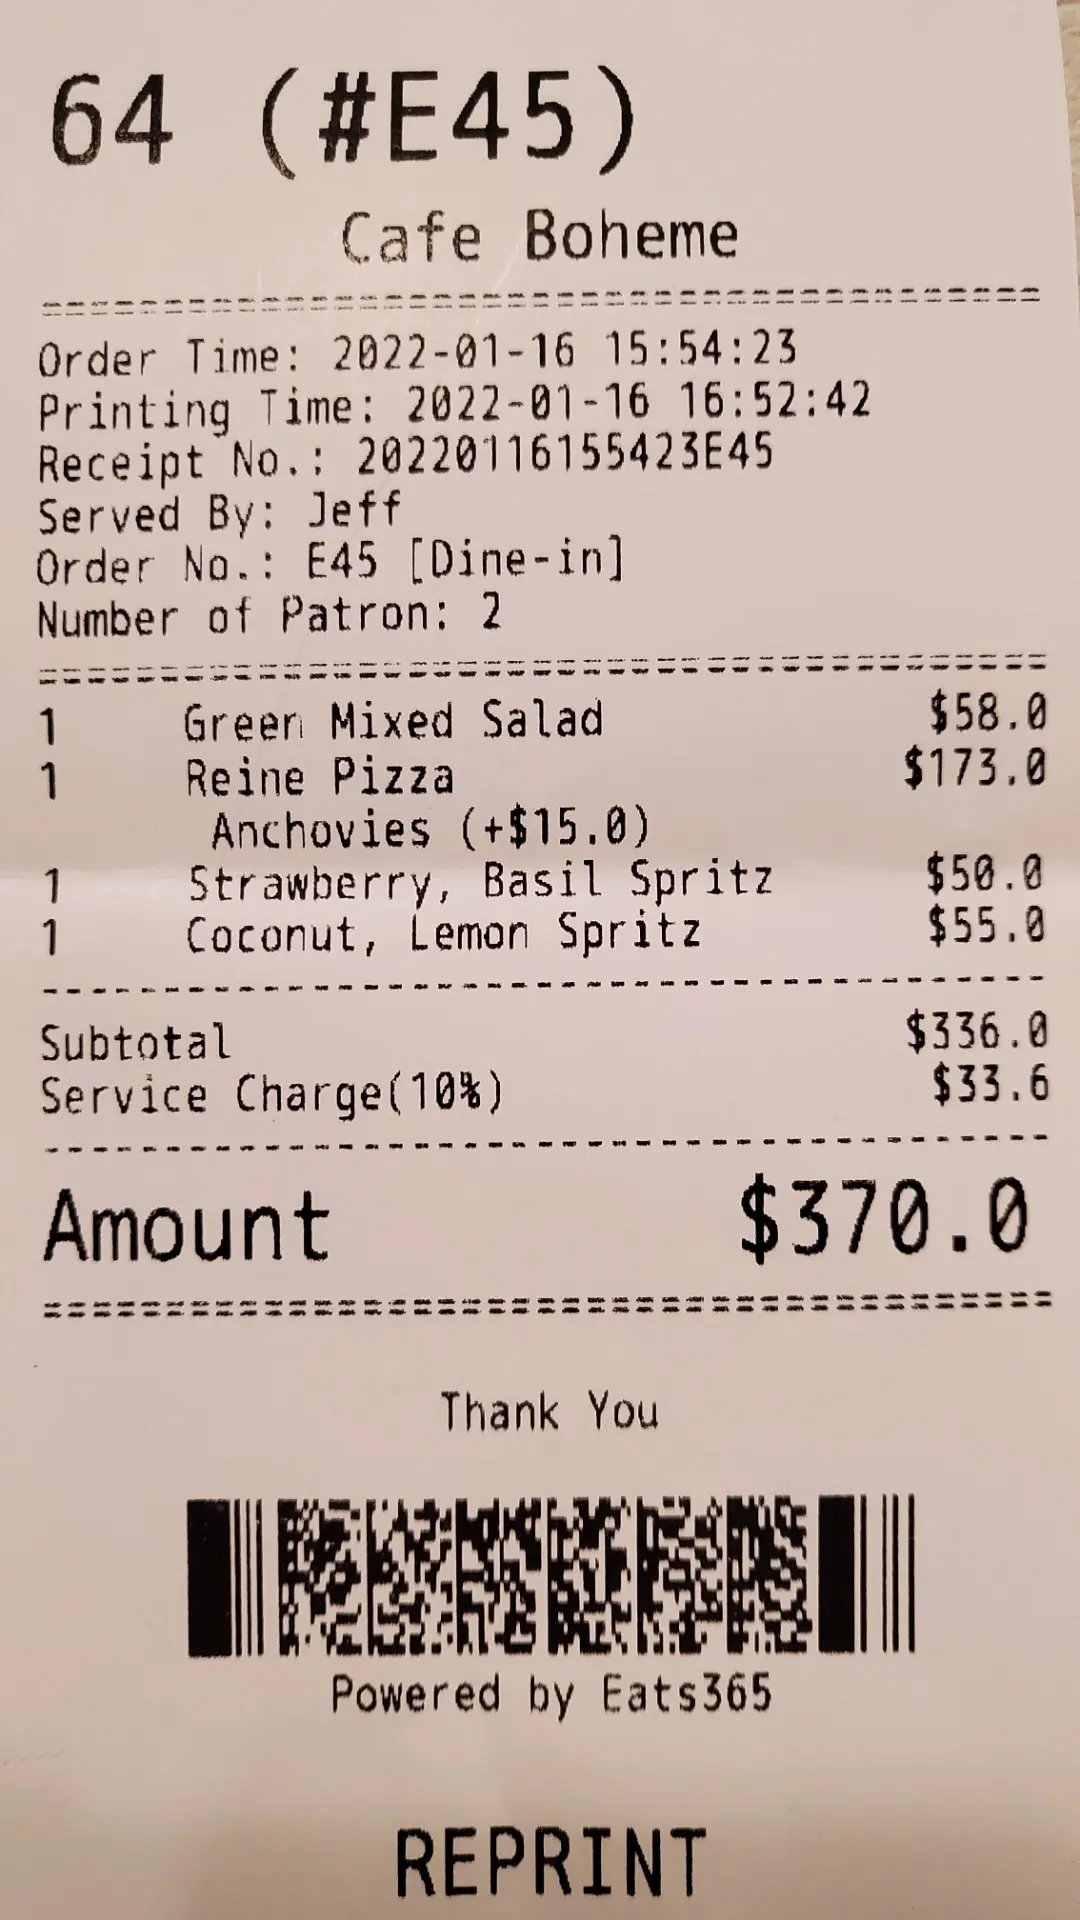 64 (#E45)
Cafe Boheme
Order Time: 2022-01-16 15:54:23
Printing Time: 2022-01-16 16:52:42
Receipt No.: 20220116155423E45
Served By: Jeff
Order No.: E45 [Dine-in]
Number of Patron: 2
1 Green Mixed Salad $58.0
1 Reine Pizza $173.0
Anchovies (+$15.0)
1 Strawberry, Basil Spritz $50.0
1 Coconut, Lemon Spritz $55.0
Subtotal $336.0
Service Charge(10%) $33.6
Amount $370.0
Thank You
Powered by Eats365
REPRINT